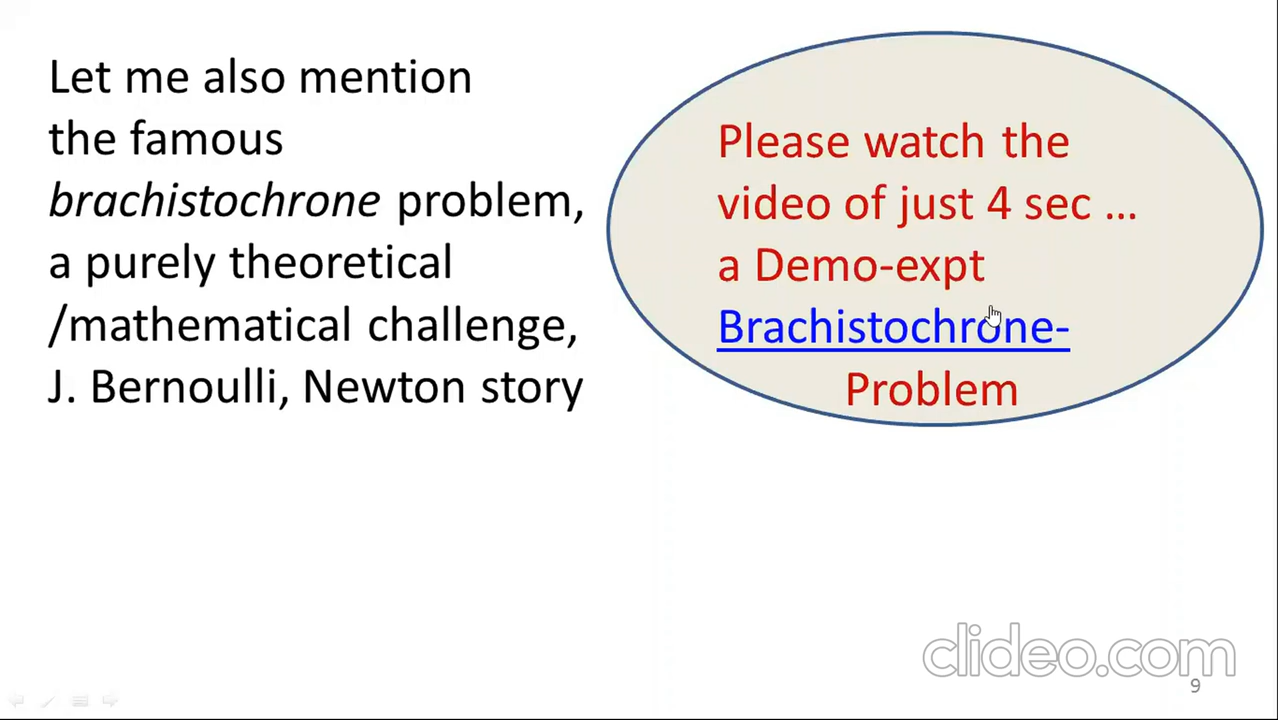 Let me also mention
the famous
brachistochrone problem,
a purely theoretical
/mathematical challenge,
J. Bernoulli, Newton story
Please watch the
video of just 4 sec ...
a Demo-expt
Brachistochrone-
Problem
clideo.com
9